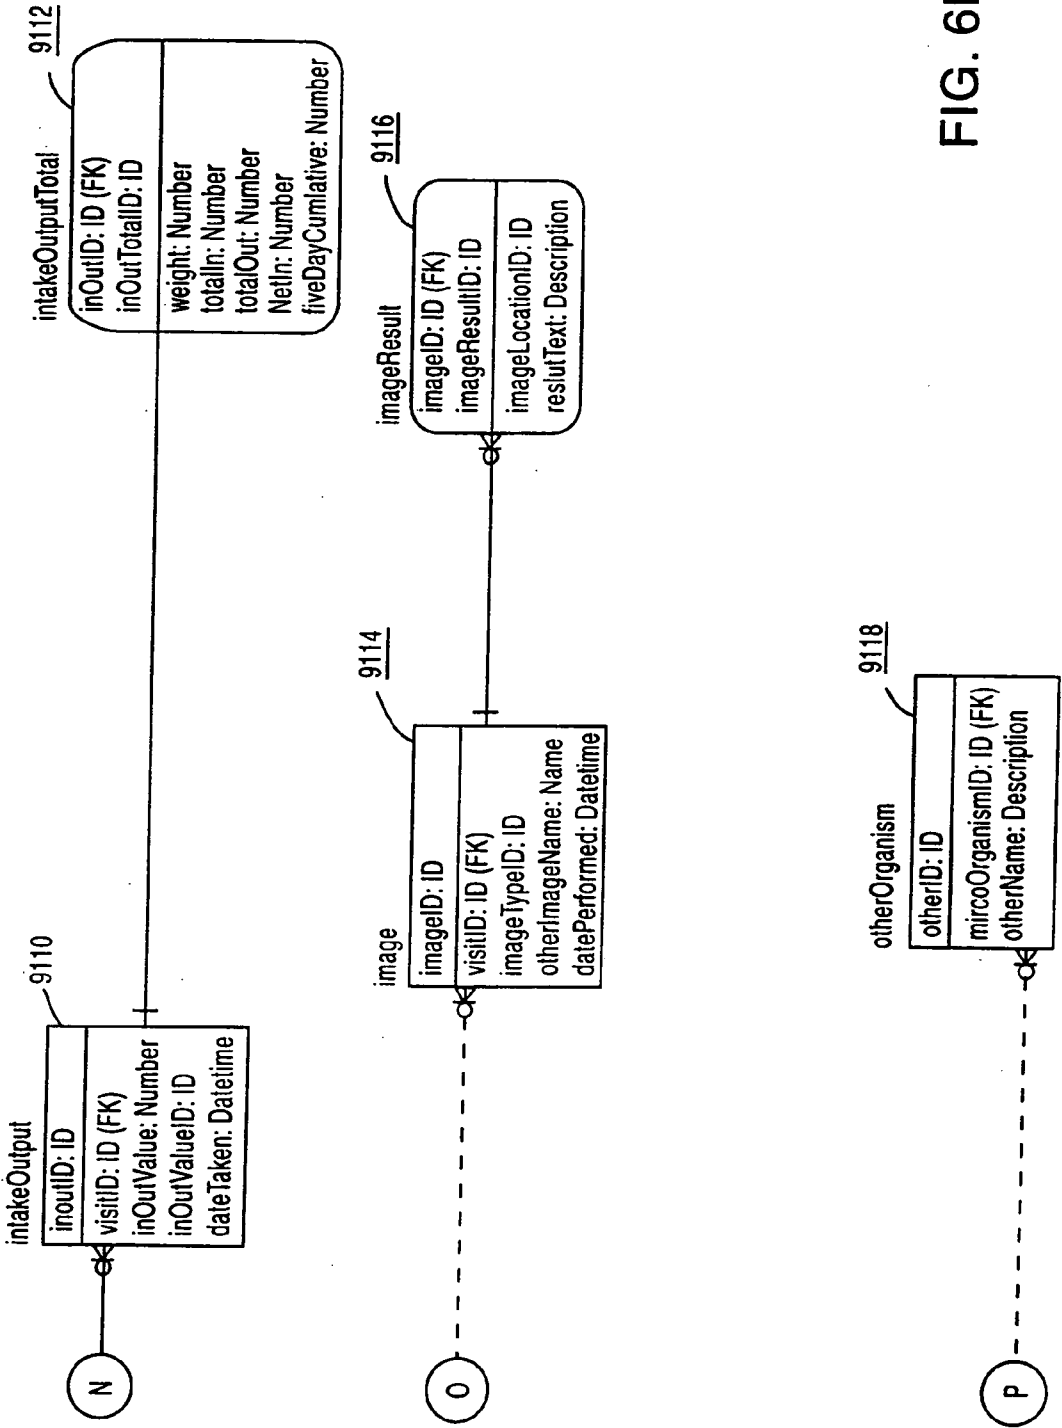 intakeOutput
9110
inoutID: ID
visitID: ID (FK)
inOutValue: Number
inOutValueID: ID
dateTaken: Datetime
N
intakeOutputTotal
9112
inOutID: ID (FK)
inOutTotalID: ID
weight: Number
totalIn: Number
totalOut: Number
NetIn: Number
fiveDayCumlative: Number
image
9114
imageID: ID
visitID: ID (FK)
imageTypeID: ID
otherImageName: Name
datePerformed: Datetime
O
imageResult
9116
imageID: ID (FK)
imageResultID: ID
imageLocationID: ID
reslutText: Description
otherOrganism
9118
otherID: ID
mircoOrganismID: ID (FK)
otherName: Description
P
FIG.